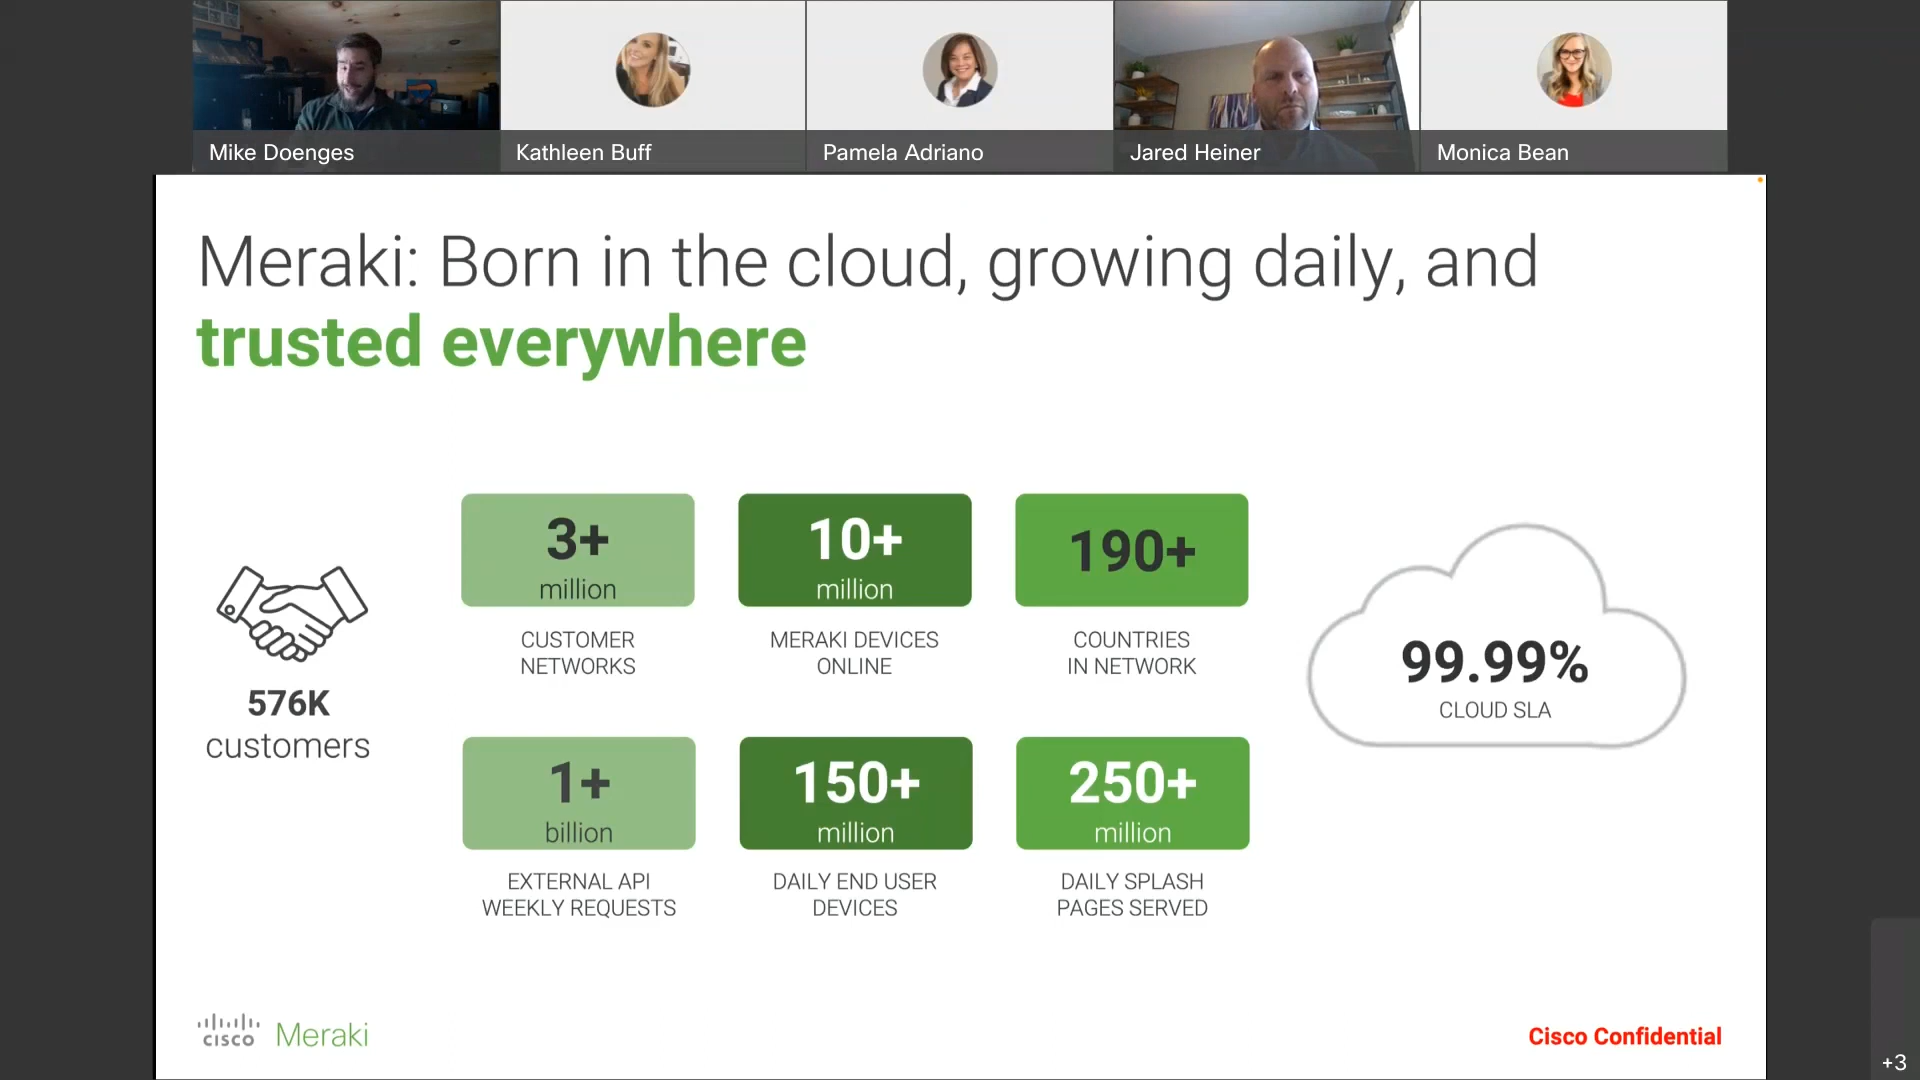 Mike Doenges
Kathleen Buff
Pamela Adriano
Jared Heiner
Monica Bean
Meraki: Born in the cloud, growing daily, and
trusted everywhere
576K
customers
3+
million
CUSTOMER
NETWORKS
10+
million
MERAKI DEVICES
ONLINE
190+
COUNTRIES
IN NETWORK
1+
billion
EXTERNAL API
WEEKLY REQUESTS
150+
million
DAILY END USER
DEVICES
250+
million
DAILY SPLASH
PAGES SERVED
99.99%
CLOUD SLA
CISCO Meraki
Cisco Confidential
+3